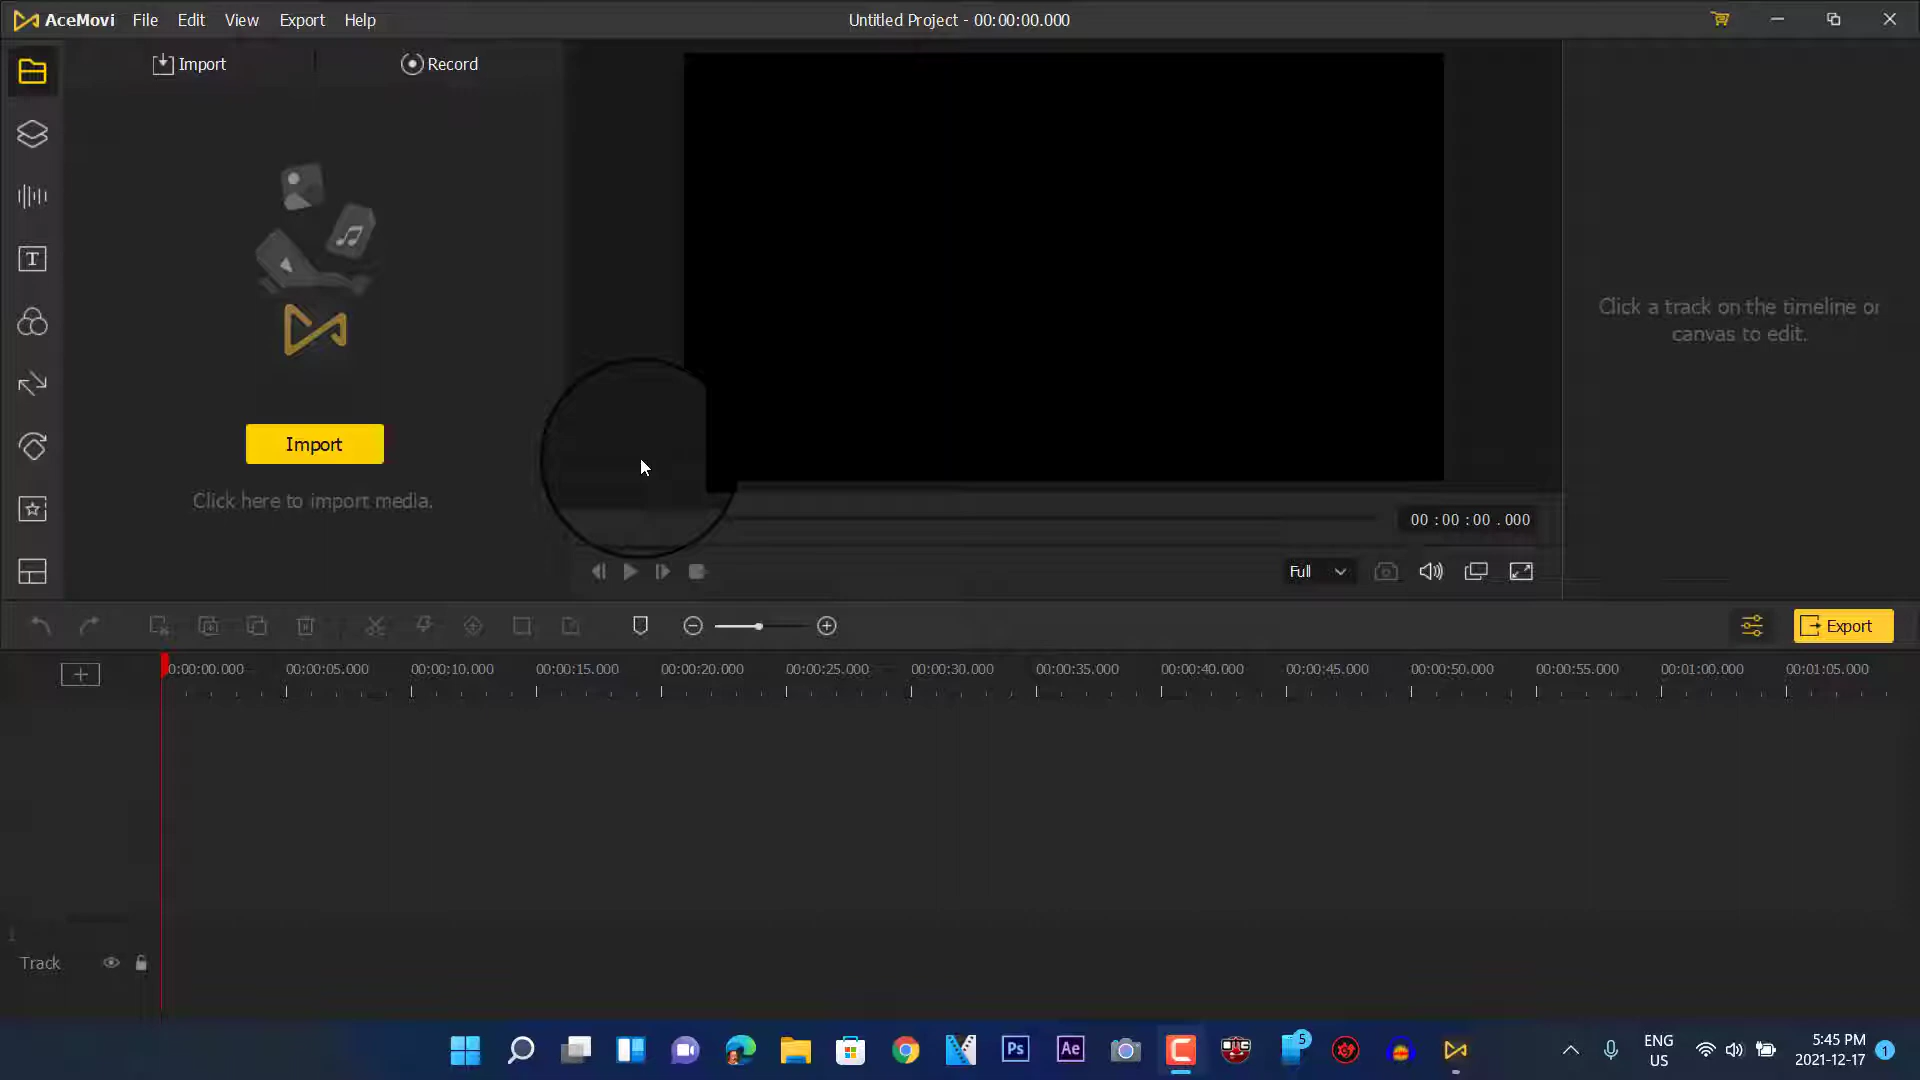 AceMovi File Edit View Export Help
Untitled Project - 00:00:00.000
Import
Record
Import
Click here to import media.
Click a track on the timeline or
canvas to edit.
00 : 00 : 00 . 000
Full
Export
0:00:00.000 00:00:05.000 00:00:10.000 00:00:15.000 00:00:20.000 00:00:25.000 00:00:30.000 00:00:35.000 00:00:40.000 00:00:45.000 00:00:50.000 00:00:55.000 00:01:00.000 00:01:05.000
1
Track
Ps
Ae
5
ENG
US
5:45 PM
2021-12-17
1